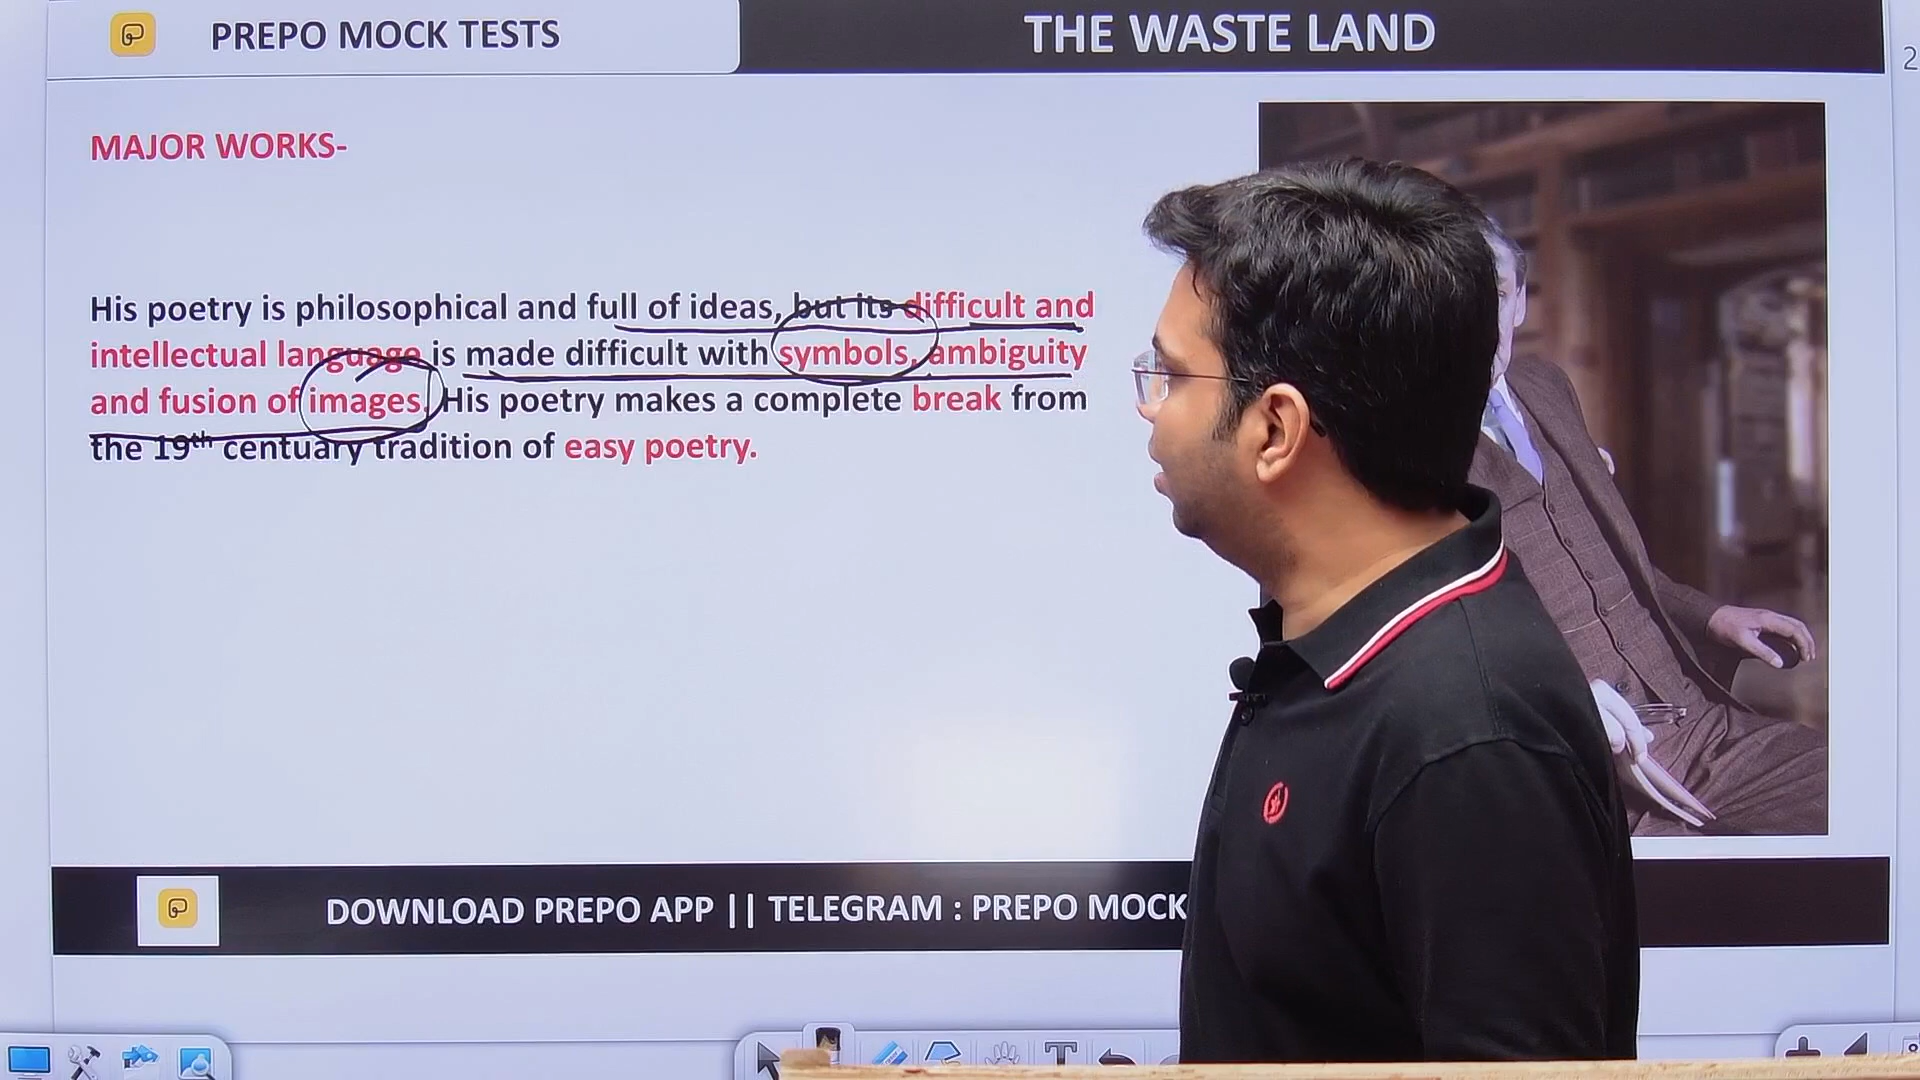 PREPO MOCK TESTS
THE WASTE LAND
2
MAJOR WORKS-
His poetry is philosophical and full of ideas, but its difficult and
intellectual language is made difficult with symbols, ambiguity
and fusion of images. His poetry makes a complete break from
the 19th centuary tradition of easy poetry.
DOWNLOAD PREPO APP || TELEGRAM : PREPO MOCK